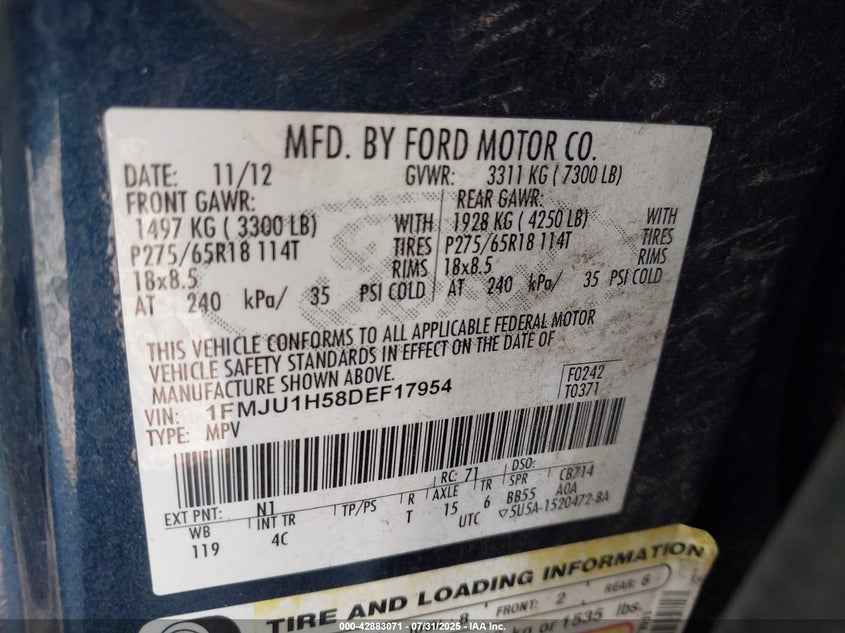 MFD. BY FORD MOTOR CO.
DATE: 11/12 GVWR: 3311 KG ( 7300 LB)
FRONT GAWR: REAR GAWR:
1497 KG ( 3300 LB) WITH 1928 KG ( 4250 LB) WITH
P275/65R18 114T TIRES P275/65R18 114T TIRES
18x8.5 RIMS 18x8.5 RIMS
AT 240 kPa/ 35 PSI COLD AT 240 kPa/ 35 PSI COLD
THIS VEHICLE CONFORMS TO ALL APPLICABLE FEDERAL MOTOR
VEHICLE SAFETY STANDARDS IN EFFECT ON THE DATE OF
MANUFACTURE SHOWN ABOVE.
F0242
VIN: 1FMJU1H58DEF17954
T0371
TYPE: MPV
EXT PNT: N1 RC: 71 DSO:
WB INT TR TP/PS R AXLE TR SPR CB714
119 4C T 15 6 BB55 AOA
UTC ▽5U5A-1520472-BA
TIRE AND LOADING INFORMATION
8 FRONT: 2 REAR: 6
kg or 1535 lbs.
000-42883071 - 07/31/2025 - IAA Inc.